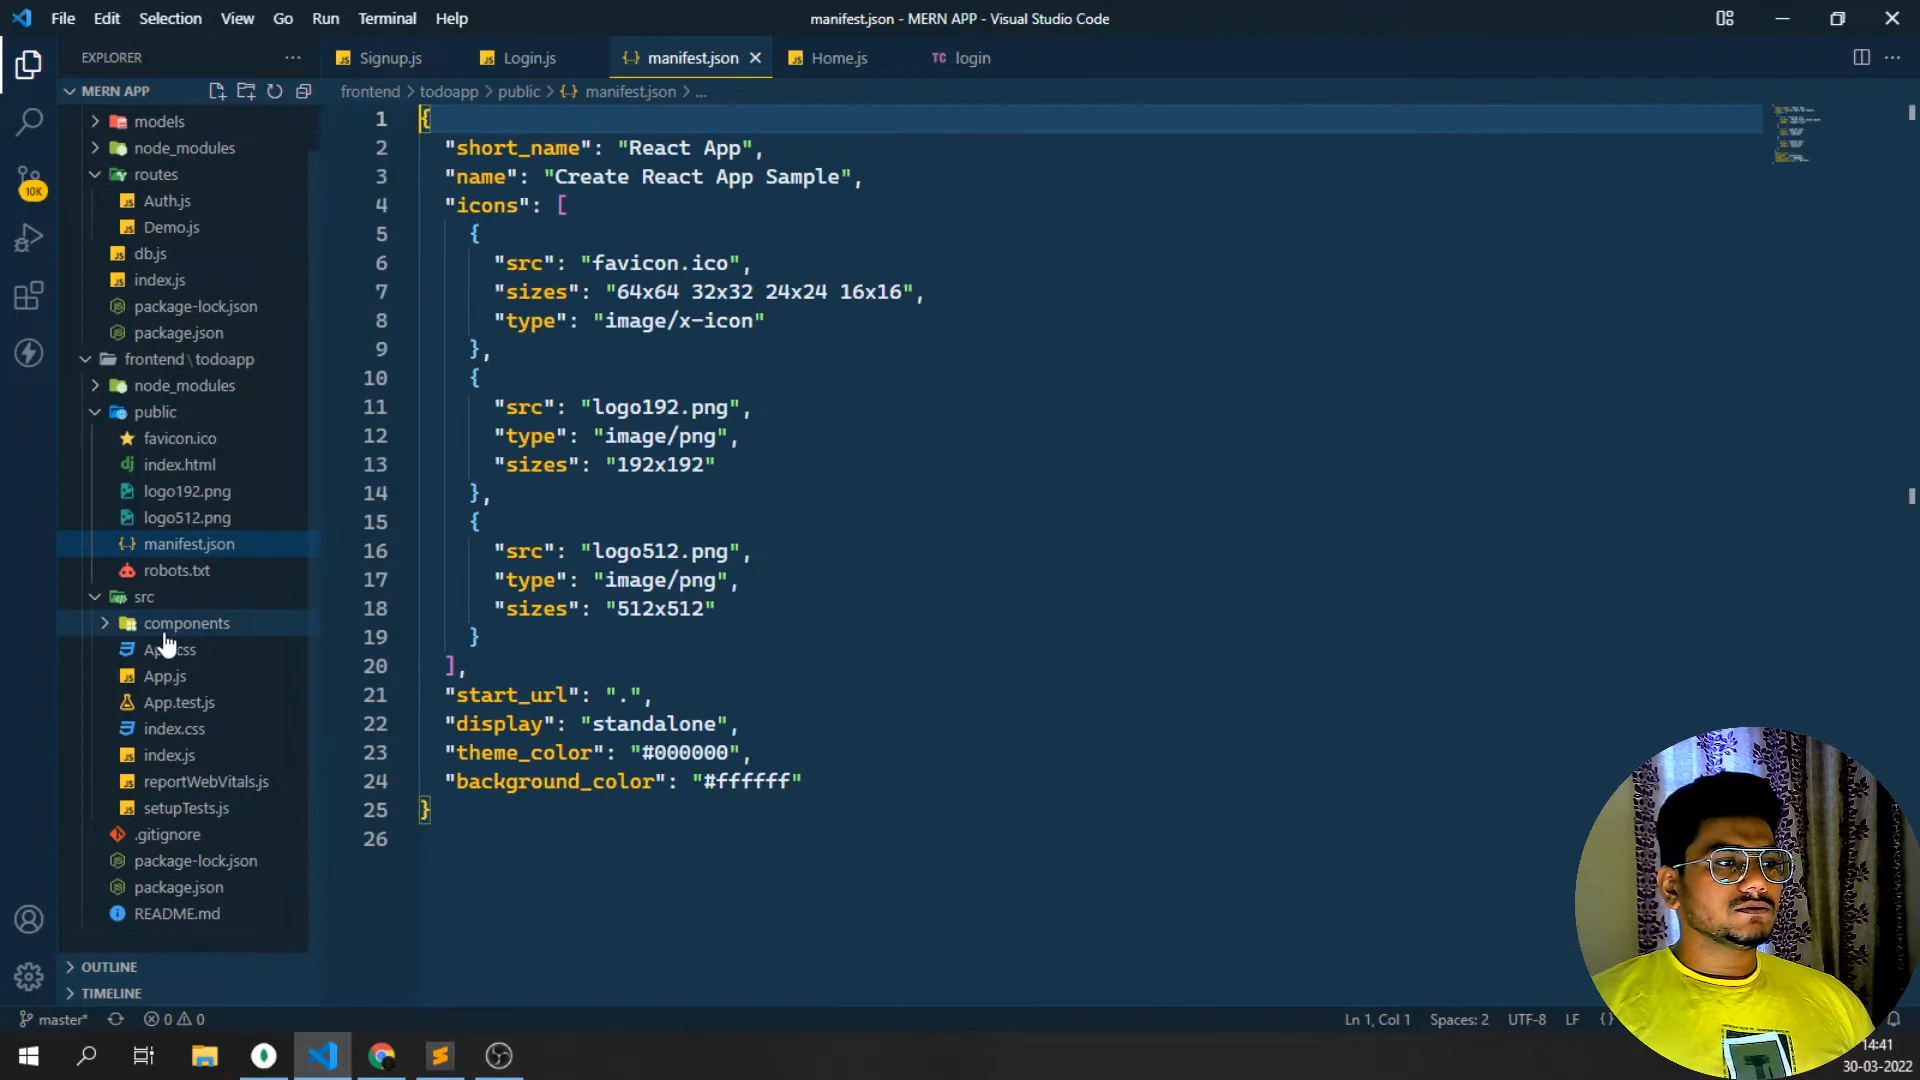 File Edit Selection View Go Run Terminal Help
manifest.json - MERN APP - Visual Studio Code
EXPLORER
Signup.js
Login.js
manifest.json
Home.js
TC login
MERN APP
frontend > todoapp > public > {..} manifest.json > ...
models
node_modules
routes
Auth.js
Demo.js
db.js
index.js
package-lock.json
package.json
frontend \ todoapp
node_modules
public
favicon.ico
index.html
logo192.png
logo512.png
manifest.json
robots.txt
src
components
App.js
App.test.js
index.css
index.js
reportWebVitals.js
setupTests.js
.gitignore
package-lock.json
package.json
README.md
OUTLINE
TIMELINE
10K
1 {
2 "short_name": "React App",
3 "name": "Create React App Sample",
4 "icons": [
5 {
6 "src": "favicon.ico",
7 "sizes": "64x64 32x32 24x24 16x16",
8 "type": "image/x-icon"
9 },
10 {
11 "src": "logo192.png",
12 "type": "image/png",
13 "sizes": "192x192"
14 },
15 {
16 "src": "logo512.png",
17 "type": "image/png",
18 "sizes": "512x512"
19 }
20 ],
21 "start_url": ".",
22 "display": "standalone",
23 "theme_color": "#000000",
24 "background_color": "#ffffff"
25 }
26
master*
0 0
Ln 1, Col 1
Spaces: 2
UTF-8
LF
14:41
30-03-2022